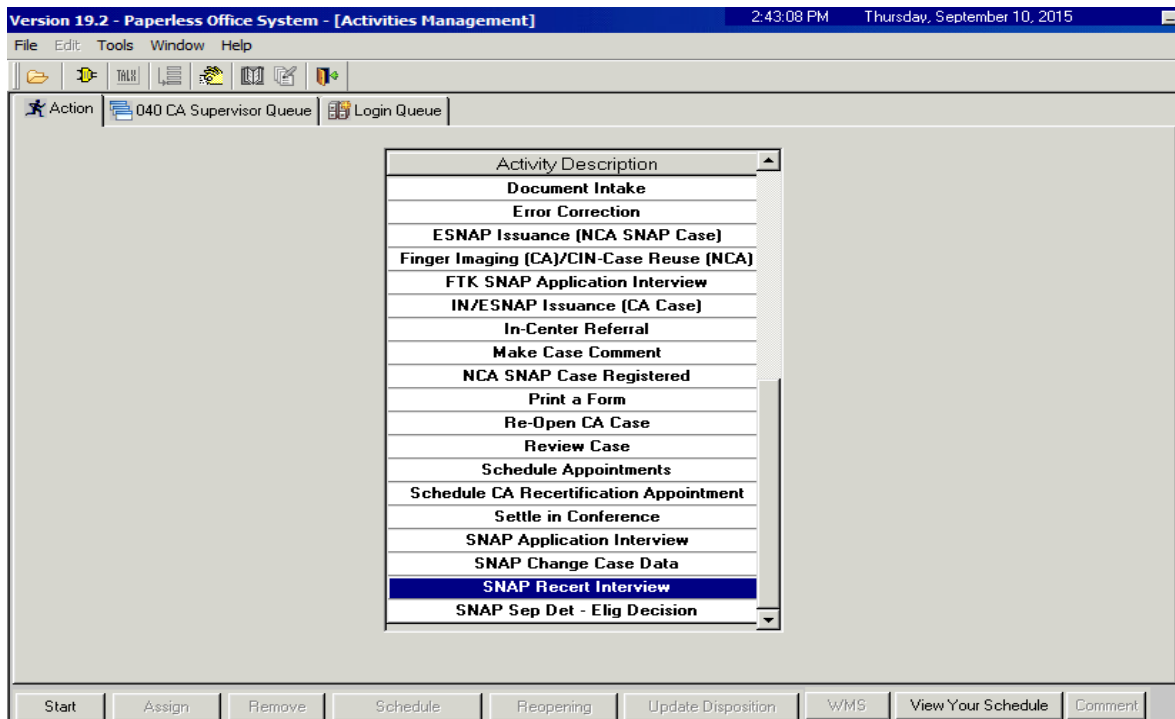 Version 19.2 - Paperless Office System - [Activities Management] 2:43:08 PM Thursday, September 10, 2015
File Edit Tools Window Help
TALX
Action 040 CA Supervisor Queue Login Queue
Activity Description
Document Intake
Error Correction
ESNAP Issuance (NCA SNAP Case)
Finger Imaging (CA)/CIN-Case Reuse (NCA)
FTK SNAP Application Interview
IN/ESNAP Issuance (CA Case)
In-Center Referral
Make Case Comment
NCA SNAP Case Registered
Print a Form
Re-Open CA Case
Review Case
Schedule Appointments
Schedule CA Recertification Appointment
Settle in Conference
SNAP Application Interview
SNAP Change Case Data
SNAP Recert Interview
SNAP Sep Det - Elig Decision
Start Assign Remove Schedule Reopening Update Disposition WMS View Your Schedule Comment